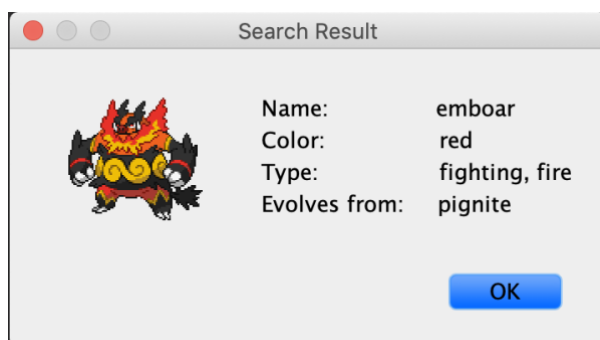 Search Result
Name: emboar
Color: red
Type: fighting, fire
Evolves from: pignite
OK